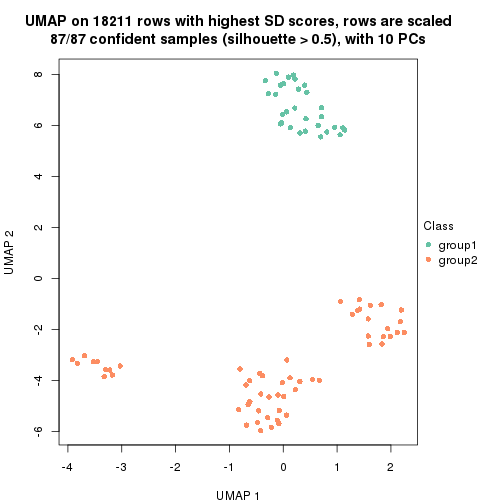 UMAP on 18211 rows with highest SD scores, rows are scaled
87/87 confident samples (silhouette > 0.5), with 10 PCs
8
6
4
2
0
-2
-4
-6
UMAP 2
-4 -3 -2 -1 0 1 2
UMAP 1
Class
group1
group2